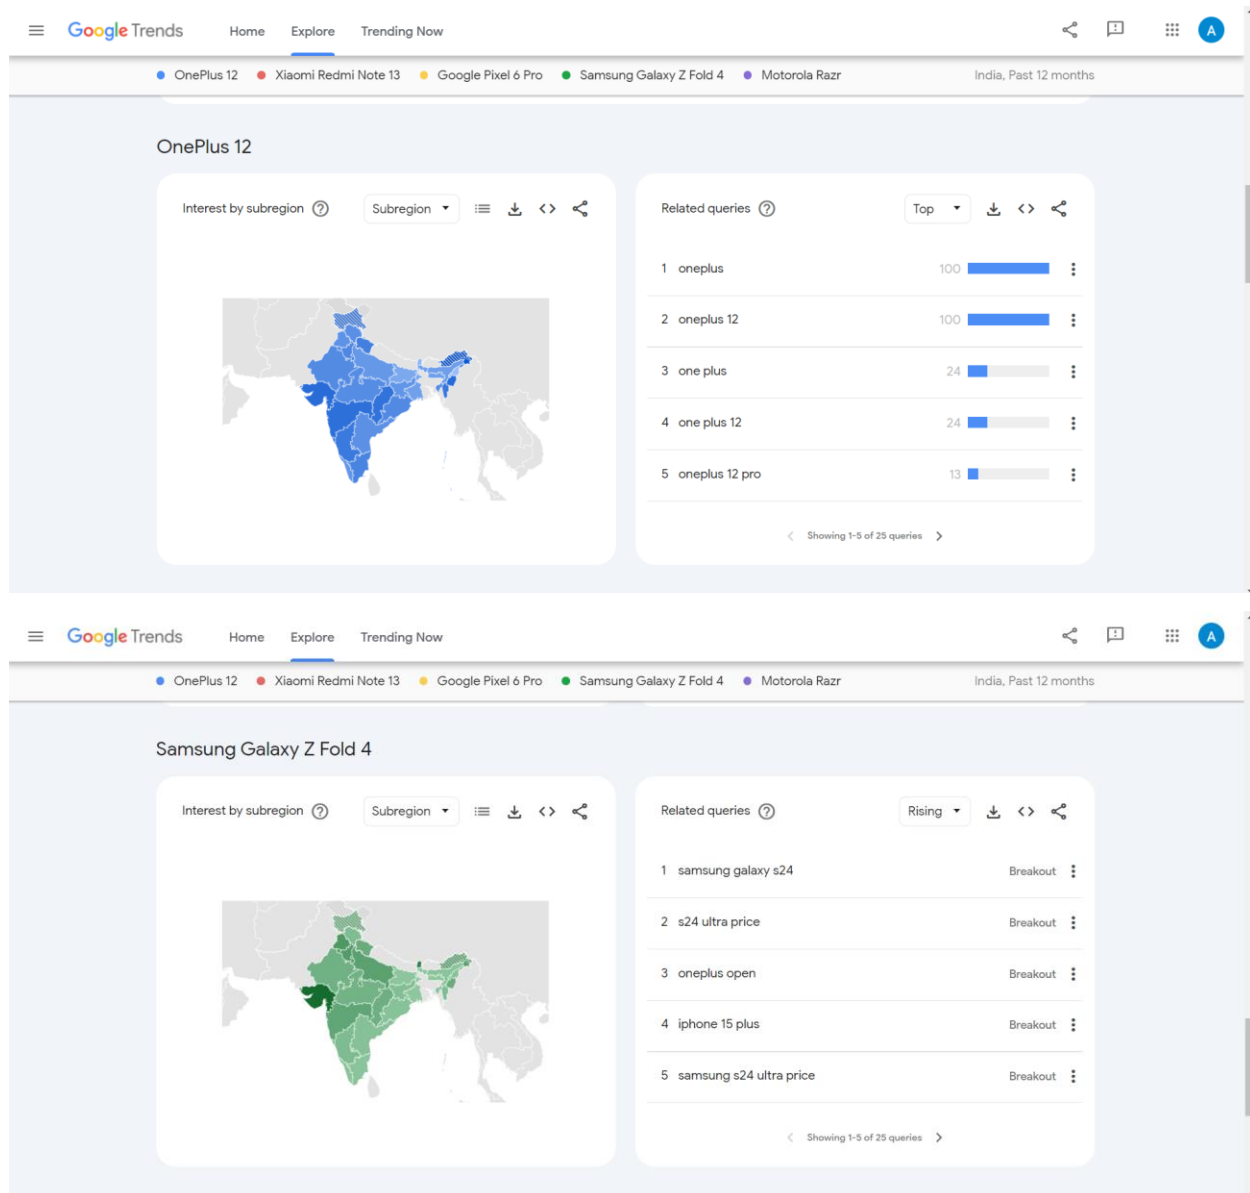 Google Trends Home Explore Trending Now A
OnePlus 12 Xiaomi Redmi Note 13 Google Pixel 6 Pro Samsung Galaxy Z Fold 4 Motorola Razr India, Past 12 months
OnePlus 12
Interest by subregion ? Subregion
Related queries ? Top
1 oneplus 100
2 oneplus 12 100
3 one plus 24
4 one plus 12 24
5 oneplus 12 pro 13
Showing 1-5 of 25 queries
Google Trends Home Explore Trending Now A
OnePlus 12 Xiaomi Redmi Note 13 Google Pixel 6 Pro Samsung Galaxy Z Fold 4 Motorola Razr India, Past 12 months
Samsung Galaxy Z Fold 4
Interest by subregion ? Subregion
Related queries ? Rising
1 samsung galaxy s24 Breakout
2 s24 ultra price Breakout
3 oneplus open Breakout
4 iphone 15 plus Breakout
5 samsung s24 ultra price Breakout
Showing 1-5 of 25 queries